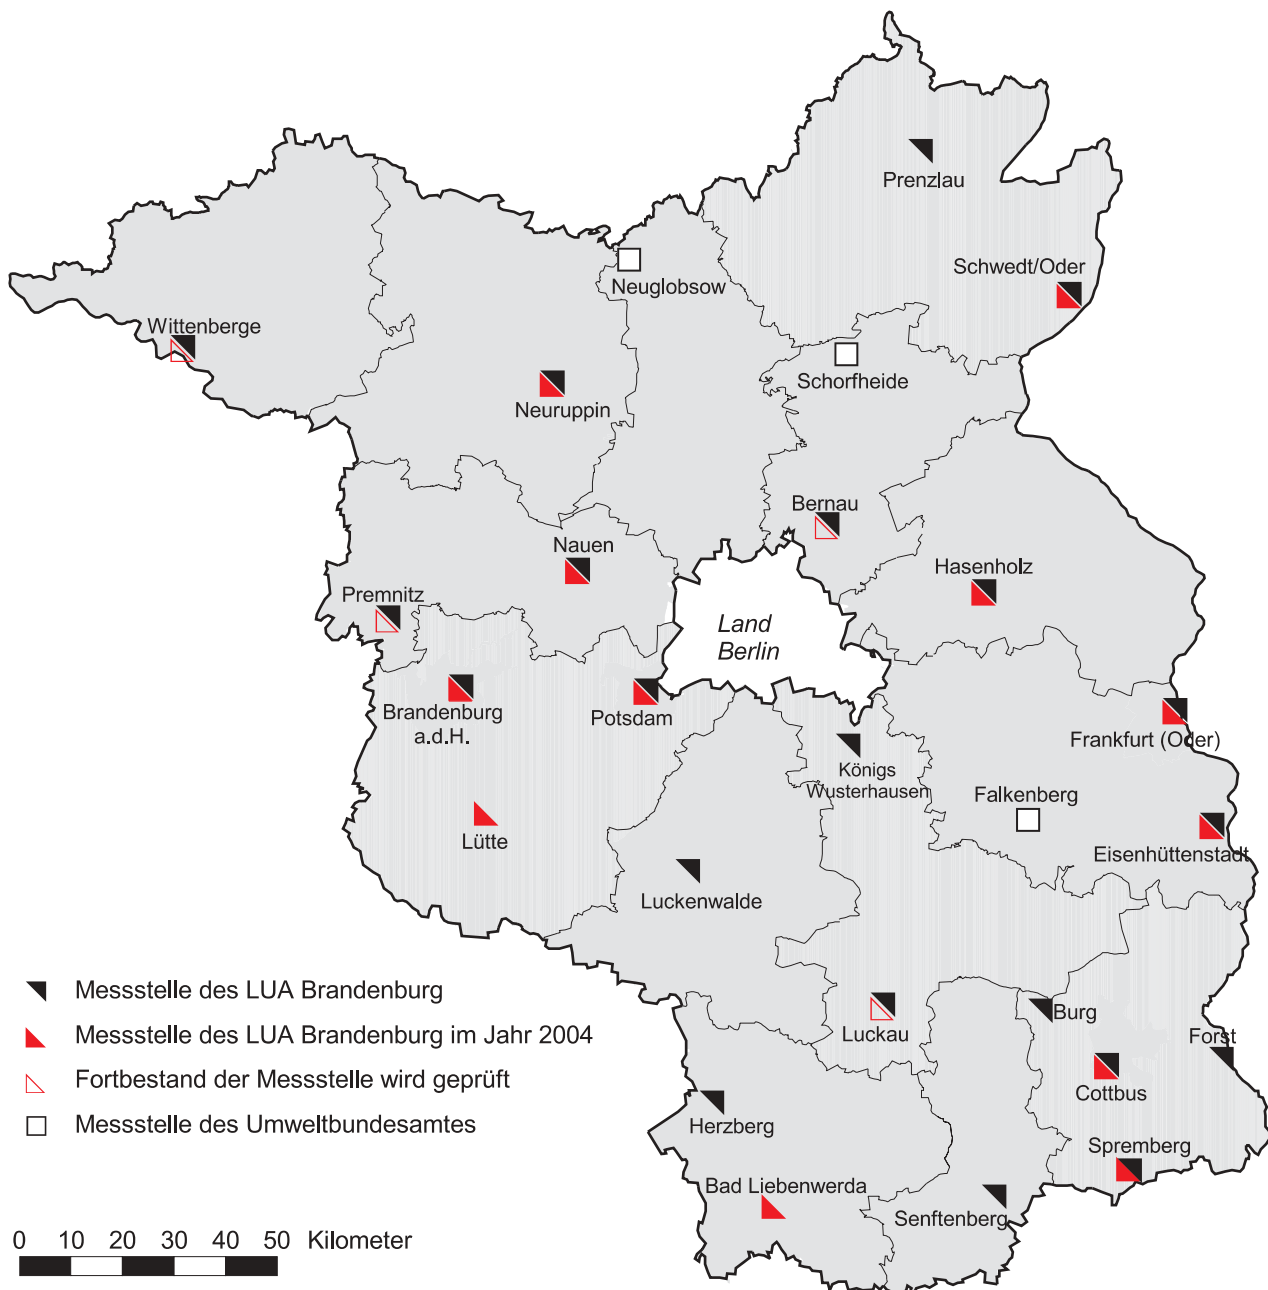 Prenzlau
Schwedt/Oder
Neuglobsow
Wittenberge
Schorfheide
Neuruppin
Bernau
Nauen
Hasenholz
Premnitz
Land
Berlin
Brandenburg
a.d.H.
Potsdam
Frankfurt (Oder)
Königs
Wusterhausen
Falkenberg
Lütte
Eisenhüttenstadt
Luckenwalde
Messstelle des LUA Brandenburg
Messstelle des LUA Brandenburg im Jahr 2004
Fortbestand der Messstelle wird geprüft
Messstelle des Umweltbundesamtes
Burg
Luckau
Forst
Cottbus
Herzberg
Spremberg
Bad Liebenwerda
Senftenberg
0 10 20 30 40 50 Kilometer